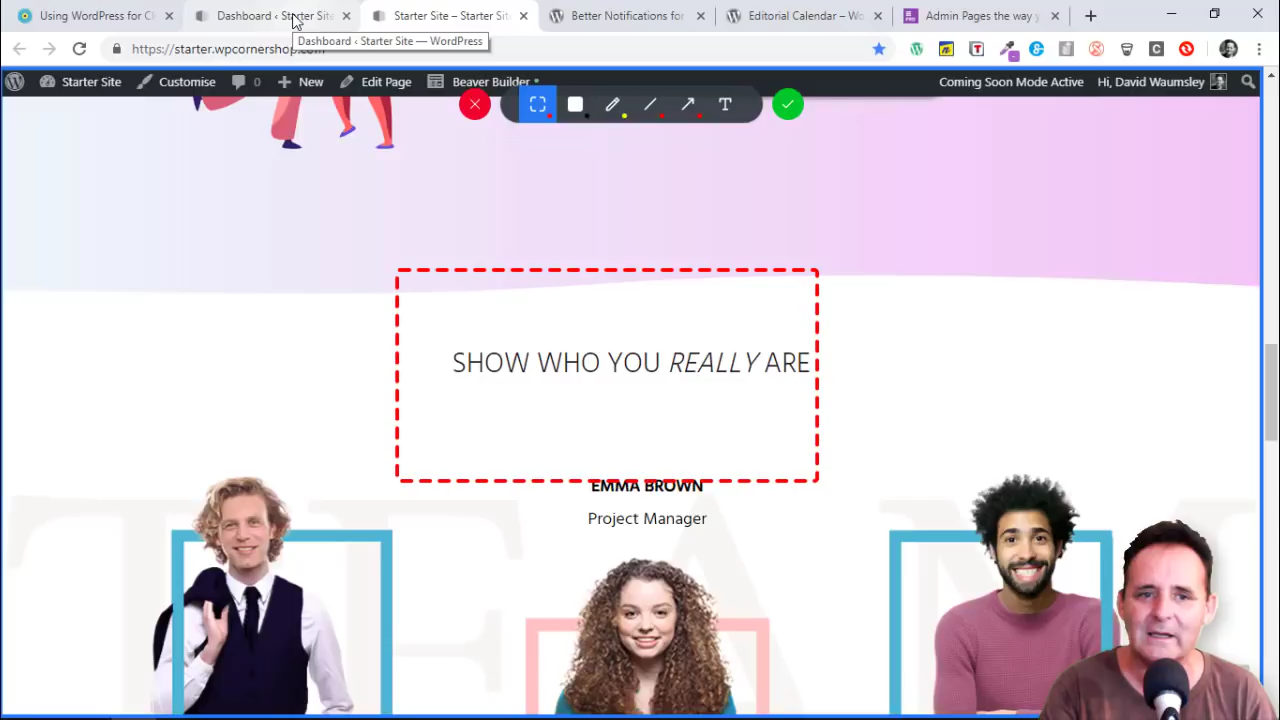 Using WordPress for Cl
Dashboard ‹ Starter Site
Starter Site – Starter Sit
Better Notifications for
Editorial Calendar – Wo
Admin Pages the way y
Dashboard ‹ Starter Site — WordPress
https://starter.wpcornershop.com
Starter Site
Customise
0
New
Edit Page
Beaver Builder
Coming Soon Mode Active
Hi, David Waumsley
T
SHOW WHO YOU REALLY ARE
EMMA BROWN
Project Manager
TEAM